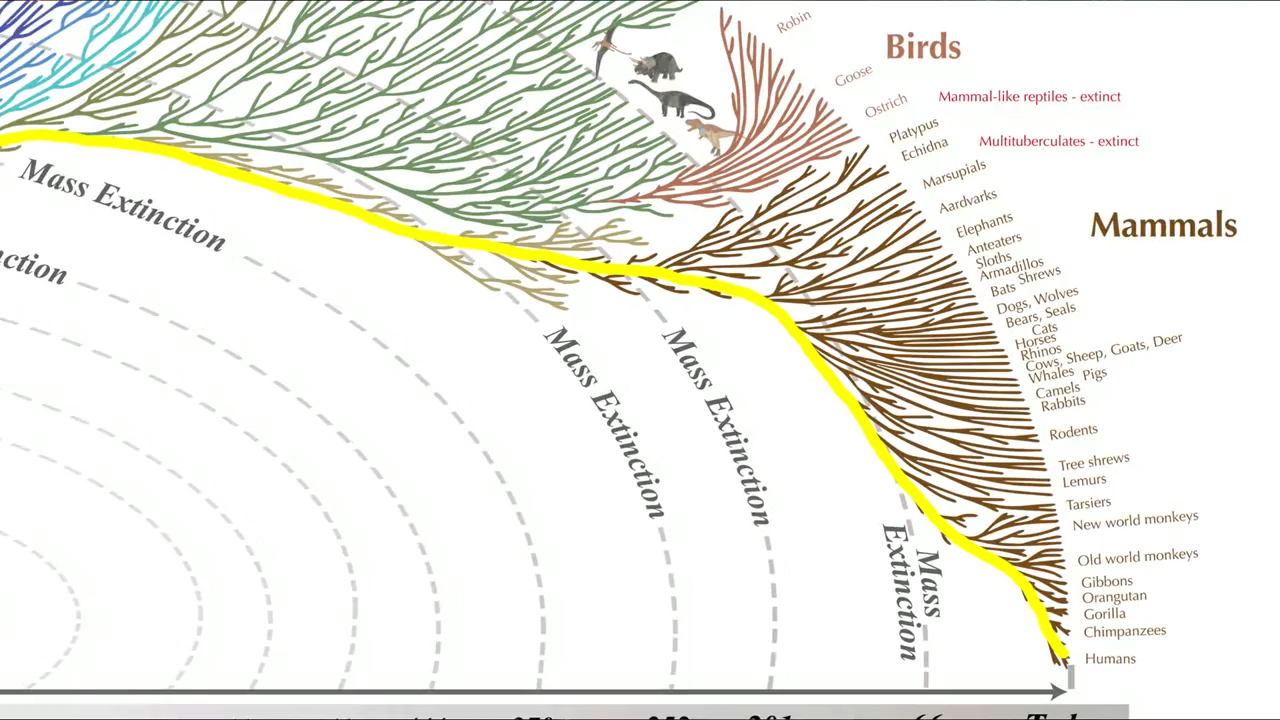 Robin
Birds
Goose
Ostrich
Mammal-like reptiles - extinct
Platypus
Echidna
Multituberculates - extinct
Marsupials
Aardvarks
Elephants
Mammals
Anteaters
Sloths
Armadillos
Bats Shrews
Dogs, Wolves
Bears, Seals
Cats
Horses
Rhinos
Cows, Sheep, Goats, Deer
Whales Pigs
Camels
Rabbits
Rodents
Tree shrews
Lemurs
Tarsiers
New world monkeys
Old world monkeys
Gibbons
Orangutan
Gorilla
Chimpanzees
Humans
Mass Extinction
Mass Extinction
Mass Extinction
Mass
Extinction